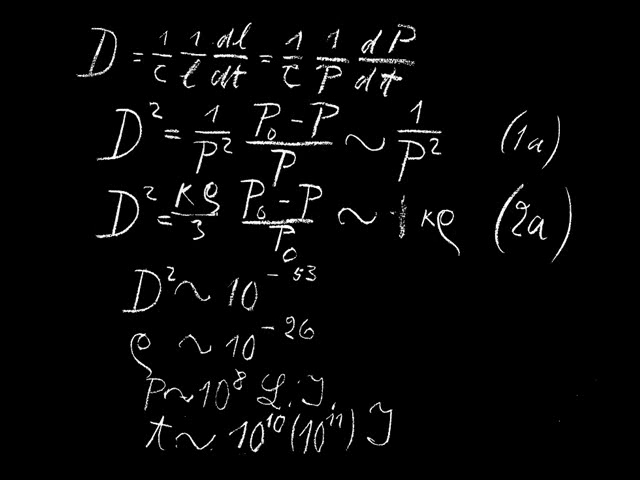 D = 1/c 1/l dl/dt = 1/c 1/P dP/dt
D² = 1/P² (P₀-P)/P ~ 1/P² (1a)
D² = κρ/3 (P₀-P)/P₀ ~ κρ (2a)
D² ~ 10⁻⁵³
ρ ~ 10⁻²⁶
P ~ 10⁸ L.J.
t ~ 10¹⁰(10¹¹) J